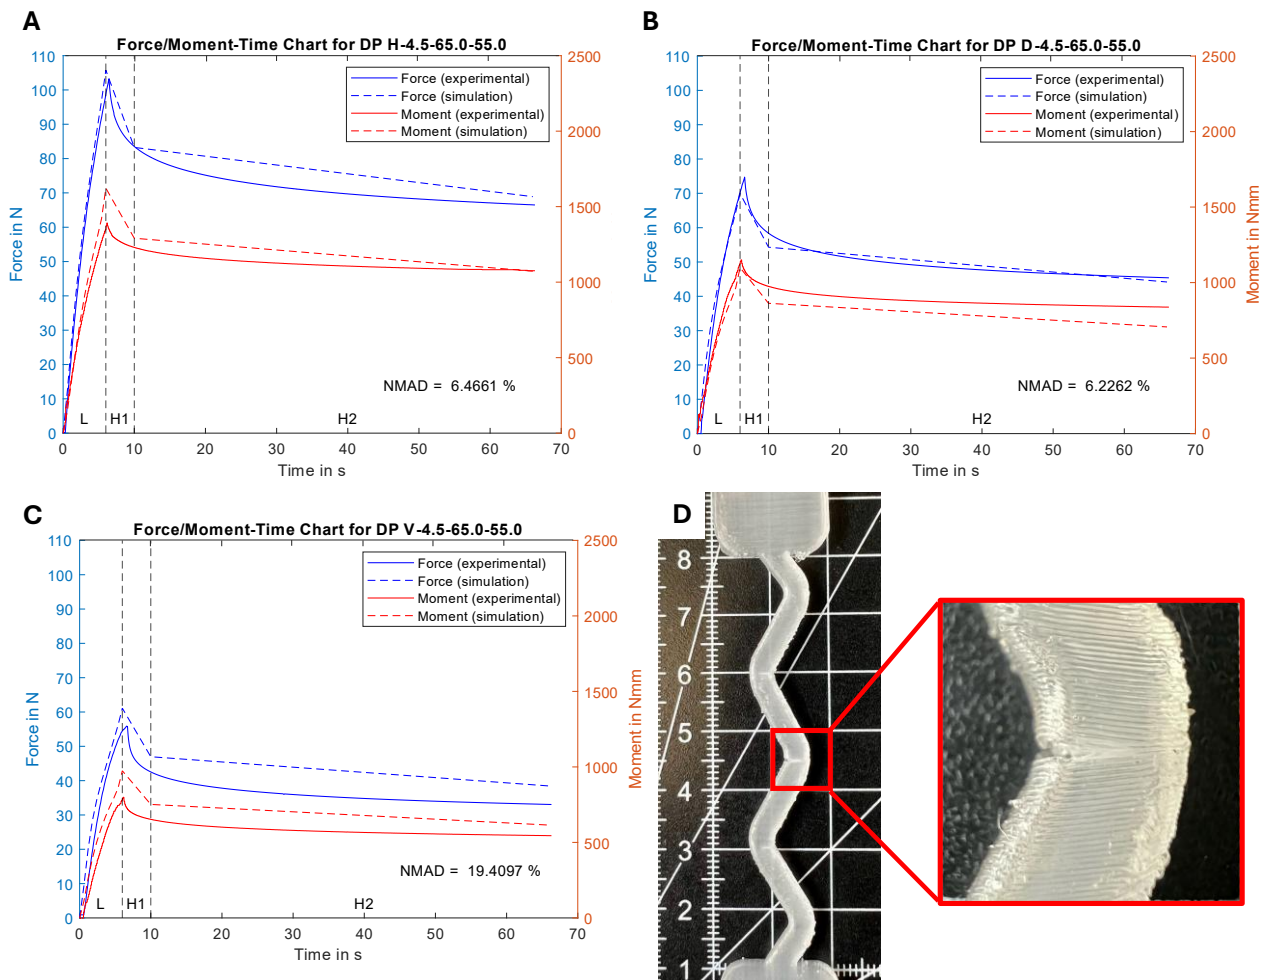 A
Force/Moment-Time Chart for DP H-4.5-65.0-55.0
Force (experimental)
Force (simulation)
Moment (experimental)
Moment (simulation)
110
100
90
80
70
60
50
40
30
20
10
0
Force in N
2500
2000
1500
1000
500
0
NMAD = 6.4661 %
L H1 H2
0 10 20 30 40 50 60 70
Time in s
B
Force/Moment-Time Chart for DP D-4.5-65.0-55.0
Force (experimental)
Force (simulation)
Moment (experimental)
Moment (simulation)
110
100
90
80
70
60
50
40
30
20
10
0
Force in N
2500
2000
1500
1000
500
0
Moment in Nmm
NMAD = 6.2262 %
L H1 H2
0 10 20 30 40 50 60 70
Time in s
C
Force/Moment-Time Chart for DP V-4.5-65.0-55.0
Force (experimental)
Force (simulation)
Moment (experimental)
Moment (simulation)
110
100
90
80
70
60
50
40
30
20
10
0
Force in N
2500
2000
1500
1000
500
0
Moment in Nmm
NMAD = 19.4097 %
L H1 H2
0 10 20 30 40 50 60 70
Time in s
D
8
7
6
5
4
3
2
1